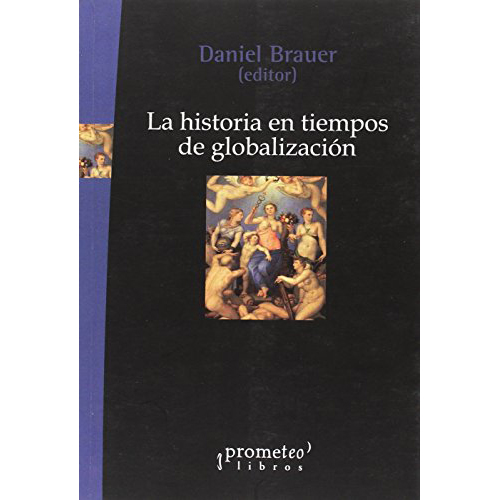 Daniel Brauer
(editor)
La historia en tiempos
de globalización
prometeo
libros